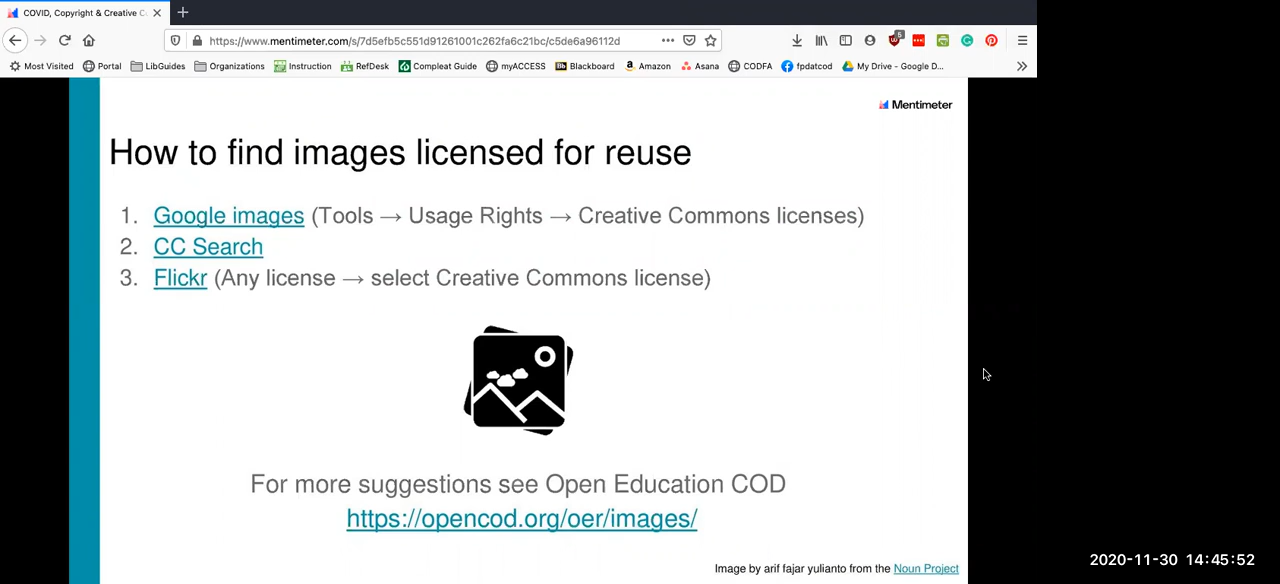 COVID, Copyright & Creative C
https://www.mentimeter.com/s/7d5efb5c551d91261001c262fa6c21bc/c5de6a96112d
5
Most Visited Portal LibGuides Organizations Instruction RefDesk Compleat Guide myACCESS Bb Blackboard Amazon Asana CODFA fpdatcod My Drive - Google D...
Mentimeter
How to find images licensed for reuse
1. Google images (Tools → Usage Rights → Creative Commons licenses)
2. CC Search
3. Flickr (Any license → select Creative Commons license)
For more suggestions see Open Education COD
https://opencod.org/oer/images/
Image by arif fajar yulianto from the Noun Project
2020-11-30 14:45:52